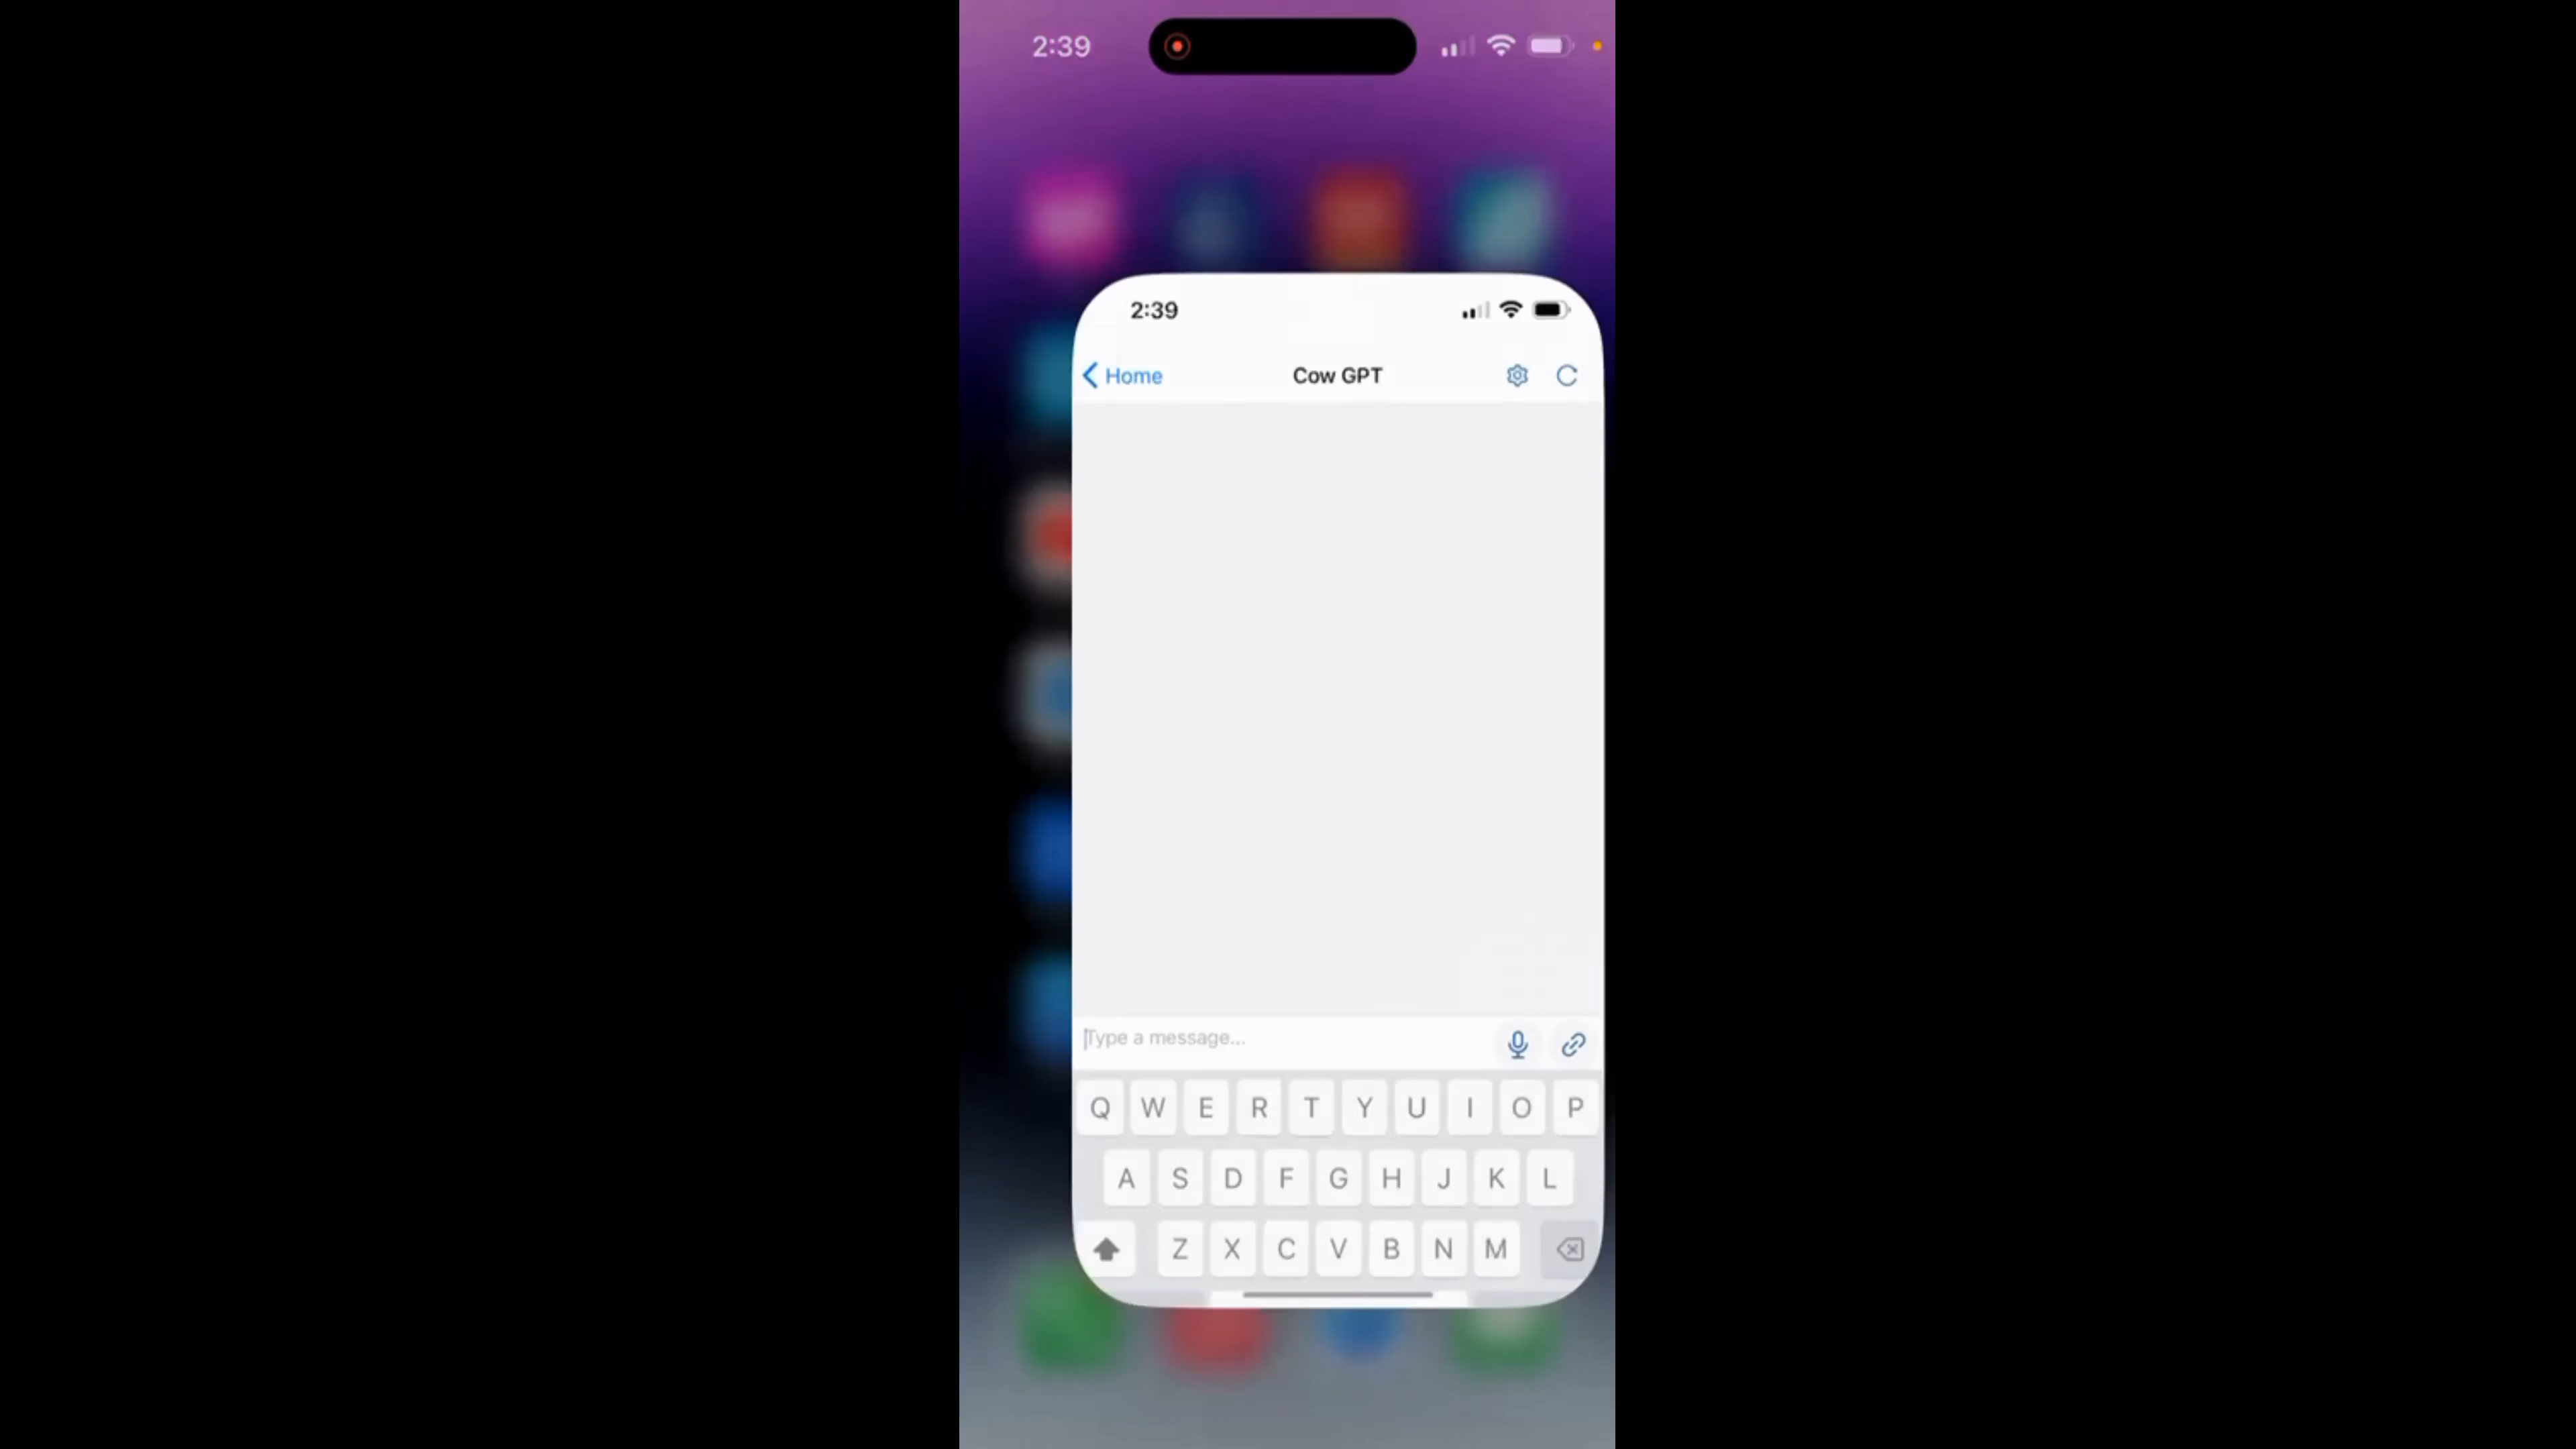 2:39
2:39
Home Cow GPT
Type a message...
Q W E R T Y U I O P
A S D F G H J K L
Z X C V B N M